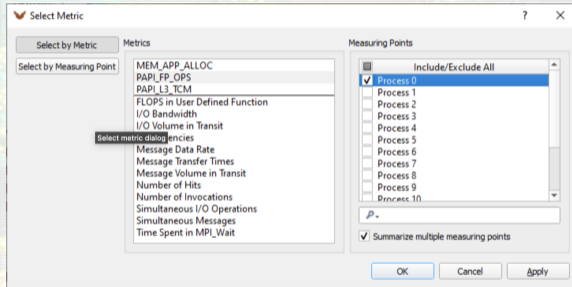 Select Metric
Select by Metric
Select by Measuring Point
Metrics
MEM_APP_ALLOC
PAPI_FP_OPS
PAPI_L3_TCM
FLOPS in User Defined Function
I/O Bandwidth
I/O Volume in Transit
Select metric dialog
encies
Message Data Rate
Message Transfer Times
Message Volume in Transit
Number of Hits
Number of Invocations
Simultaneous I/O Operations
Simultaneous Messages
Time Spent in MPI_Wait
Measuring Points
Include/Exclude All
Process 0
Process 1
Process 2
Process 3
Process 4
Process 5
Process 6
Process 7
Process 8
Process 9
Process 10
Summarize multiple measuring points
OK
Cancel
Apply